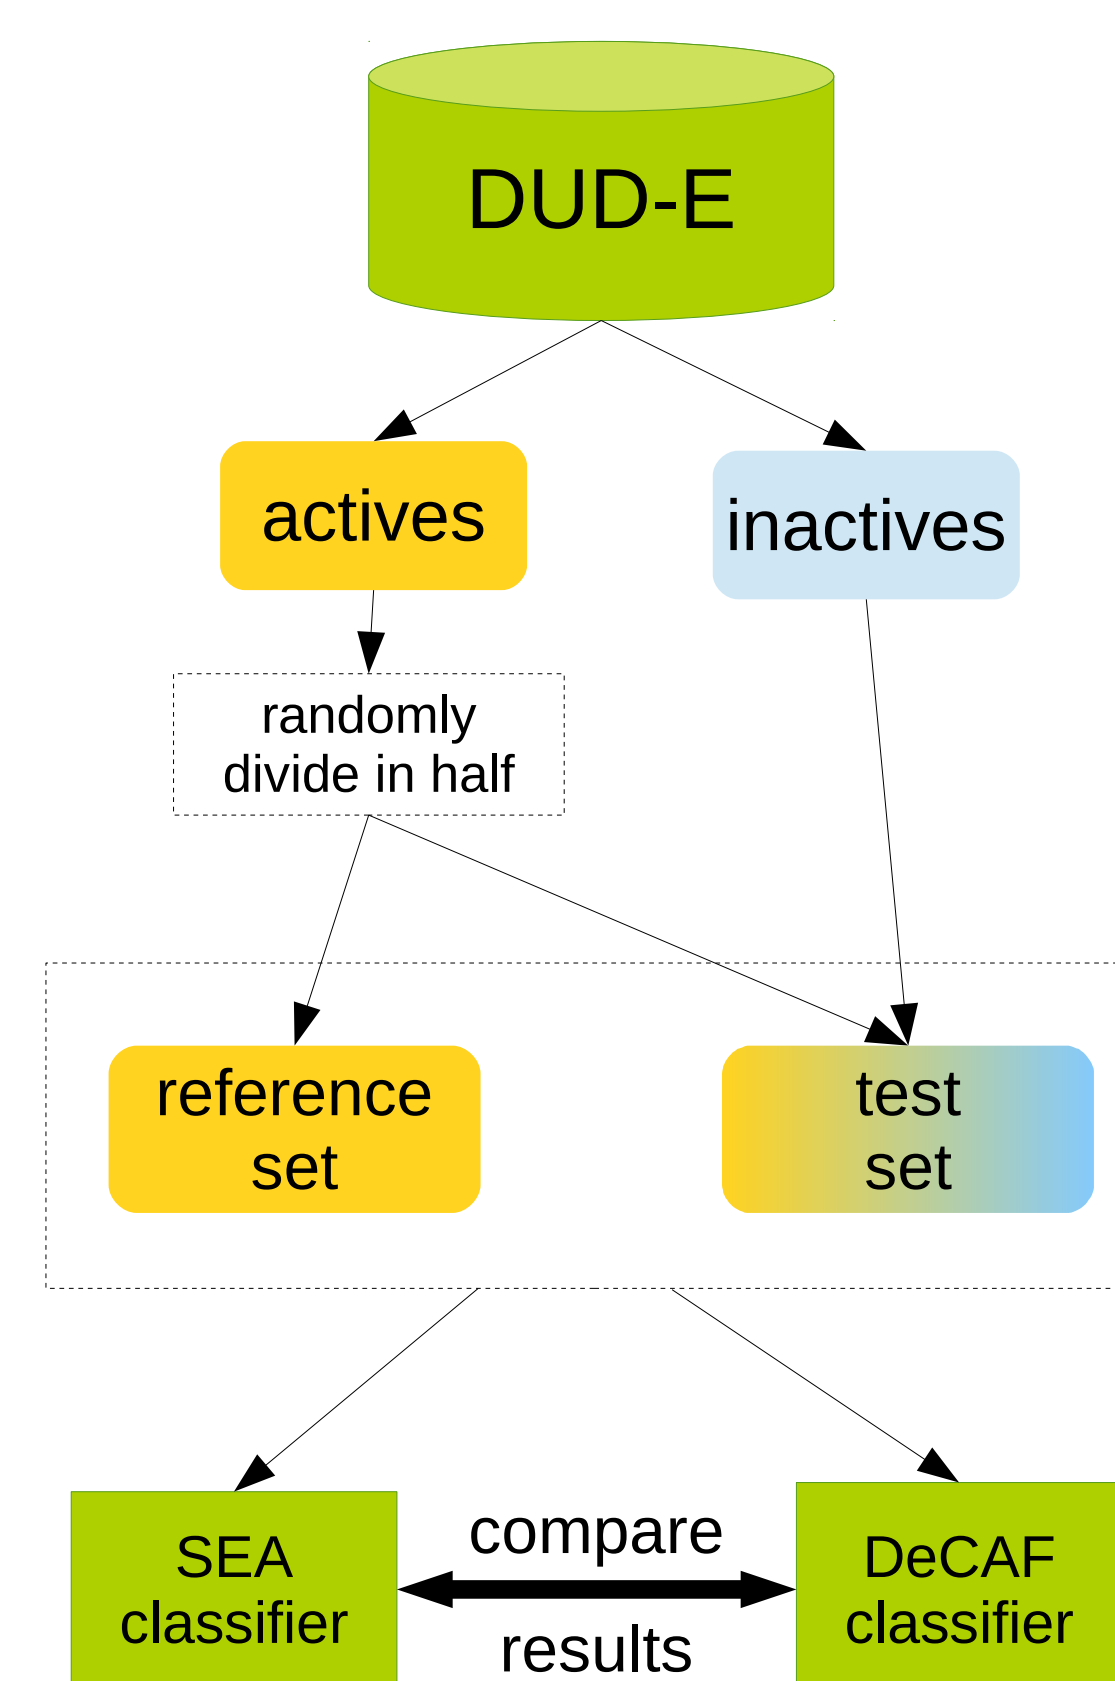 DUD-E
actives
inactives
randomly
divide in half
reference
set
test
set
SEA
classifier
compare
results
DeCAF
classifier